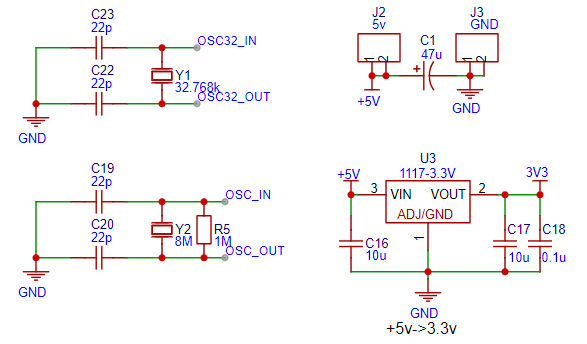 C23
22p
OSC32_IN
C22
22p
Y1
32.768k
OSC32_OUT
GND
J2
5v
1
2
+5V
C1
47u
+
J3
GND
1
2
GND
C19
22p
OSC_IN
C20
22p
Y2
8M
R5
1M
OSC_OUT
GND
U3
1117-3.3V
+5V
3
VIN
VOUT
2
3V3
ADJ/GND
1
C16
10u
C17
10u
C18
0.1u
GND
+5v->3.3v